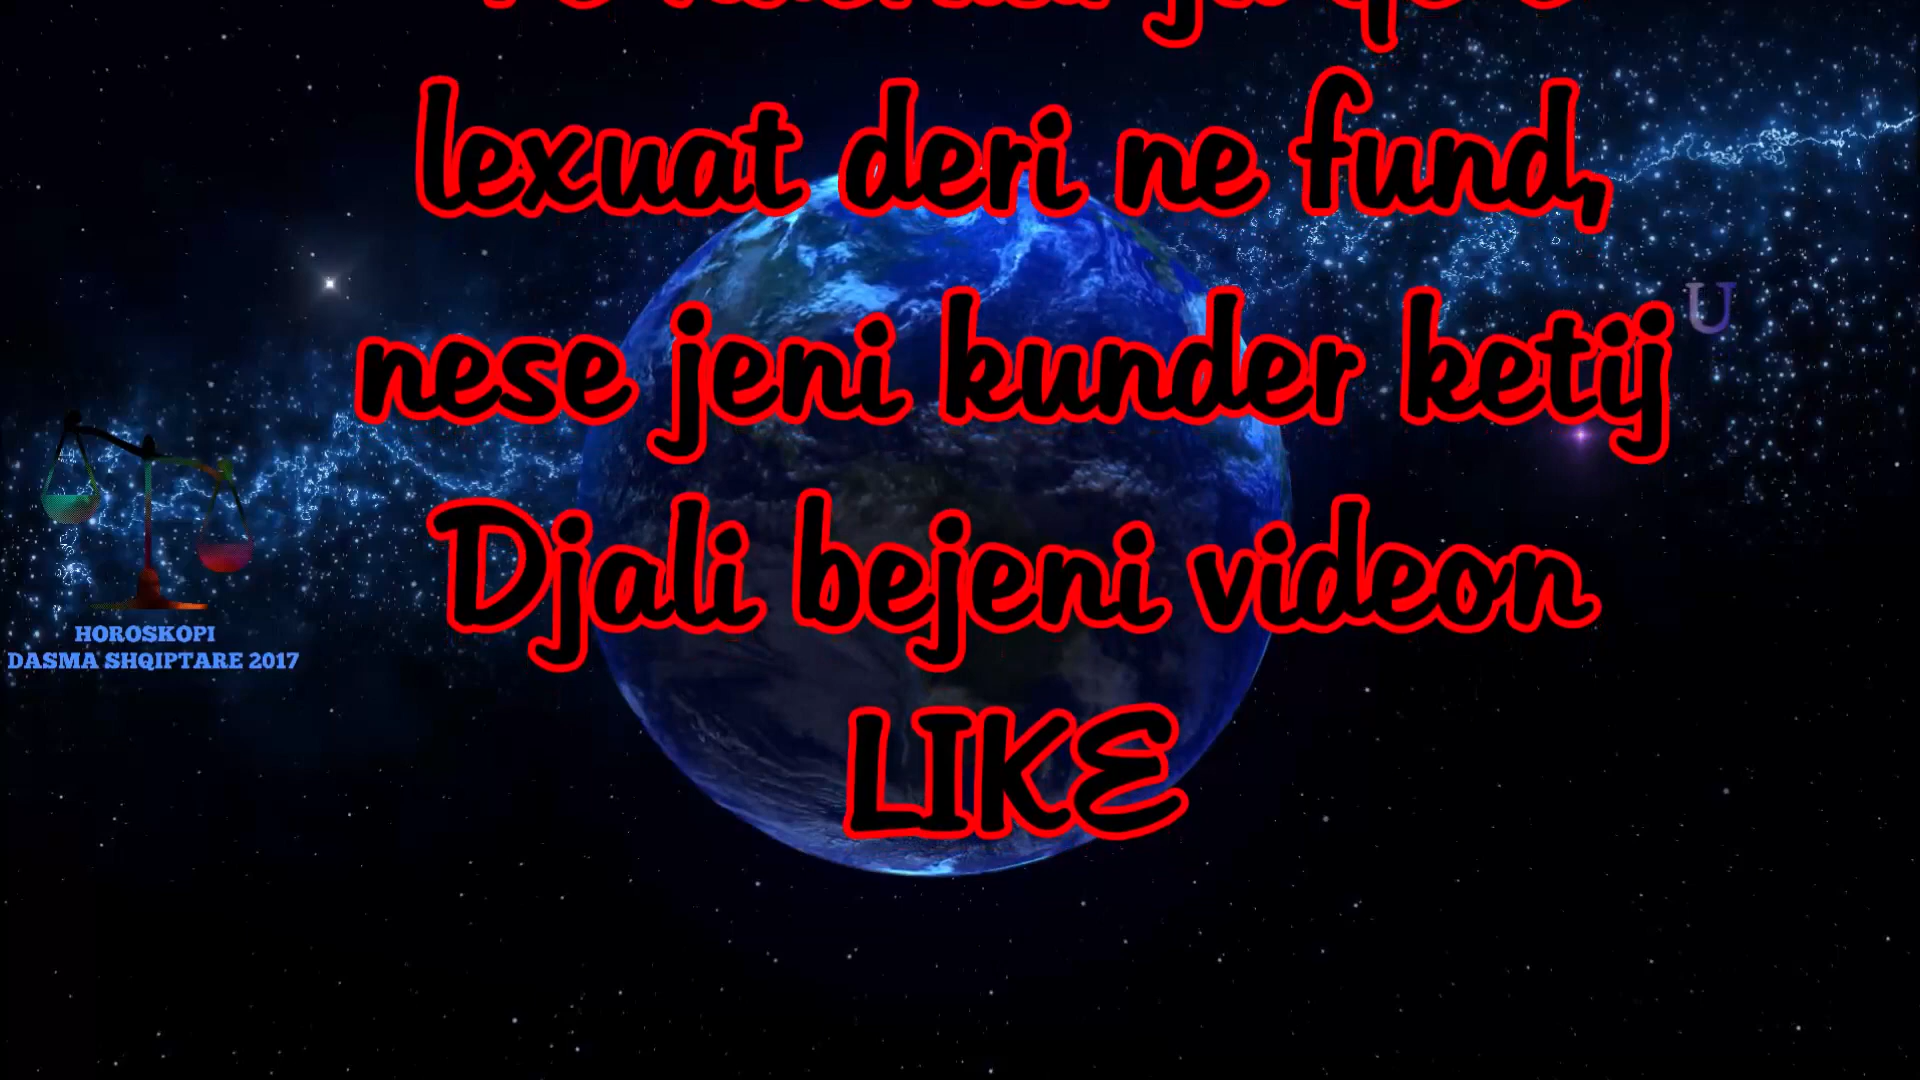 lexuat deri ne fund,
nese jeni kunder ketij
Djali bejeni videon
LIKE
U
HOROSKOPI
DASMA SHQIPTARE 2017